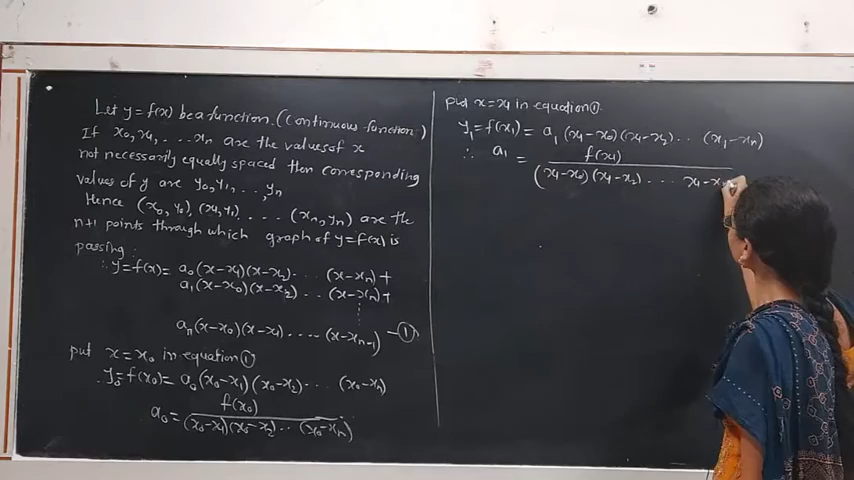 Let y=f(x) be a function. (continuous function)
If x₀, x₁, ... xₙ are the values of x
not necessarily equally spaced then corresponding
values of y are y₀, y₁, ..., yₙ
Hence (x₀, y₀), (x₁, y₁), .... (xₙ, yₙ) are the
n+1 points through which graph of y=f(x) is
passing.
∴ y=f(x)= a₀(x-x₁)(x-x₂)... (x-xₙ)+
a₁(x-x₀)(x-x₂)... (x-xₙ)+
⋮
aₙ(x-x₀)(x-x₁)..... (x-xₙ₋₁) —①
put x=x₀ in equation ①
∴ y₀=f(x₀)= a₀(x₀-x₁)(x₀-x₂)... (x₀-xₙ)
a₀ = f(x₀)
(x₀-x₁)(x₀-x₂)...(x₀-xₙ)
put x=x₁ in equation ①
y₁=f(x₁) = a₁(x₁-x₀)(x₁-x₂)... (x₁-xₙ)
∴ a₁ = f(x₁)
(x₁-x₀)(x₁-x₂).... x₁-xₙ